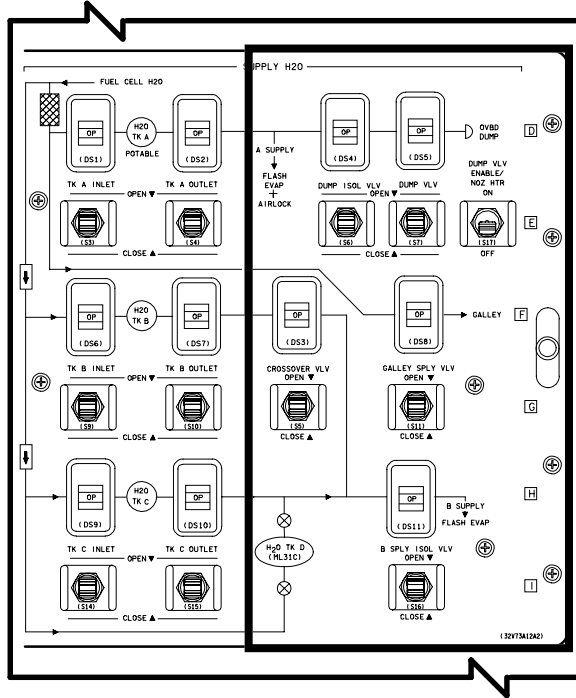 SUPPLY H2O
FUEL CELL H2O
OP
(DS1)
H2O
TK A
POTABLE
OP
(DS2)
A SUPPLY
FLASH
EVAP
+
AIRLOCK
OP
(DS4)
OP
(DS5)
OVBD
DUMP
D
TK A INLET
TK A OUTLET
OPEN ▼
DUMP ISOL VLV
DUMP VLV
OPEN ▼
DUMP VLV
ENABLE/
NOZ HTR
ON
(S3)
(S4)
CLOSE ▲
(S6)
(S7)
CLOSE ▲
(S17)
OFF
E
OP
(DS6)
H2O
TK B
OP
(DS7)
OP
(DS3)
OP
(DS8)
GALLEY
F
TK B INLET
TK B OUTLET
OPEN ▼
CROSSOVER VLV
OPEN ▼
GALLEY SPLY VLV
OPEN ▼
(S9)
(S10)
CLOSE ▲
(S5)
CLOSE ▲
(S11)
CLOSE ▲
G
OP
(DS9)
H2O
TK C
OP
(DS10)
OP
(DS11)
B SUPPLY
FLASH EVAP
H
H2O TK D
(ML31C)
TK C INLET
TK C OUTLET
OPEN ▼
B SPLY ISOL VLV
OPEN ▼
(S14)
(S15)
CLOSE ▲
(S16)
CLOSE ▲
I
(32V73A12A2)